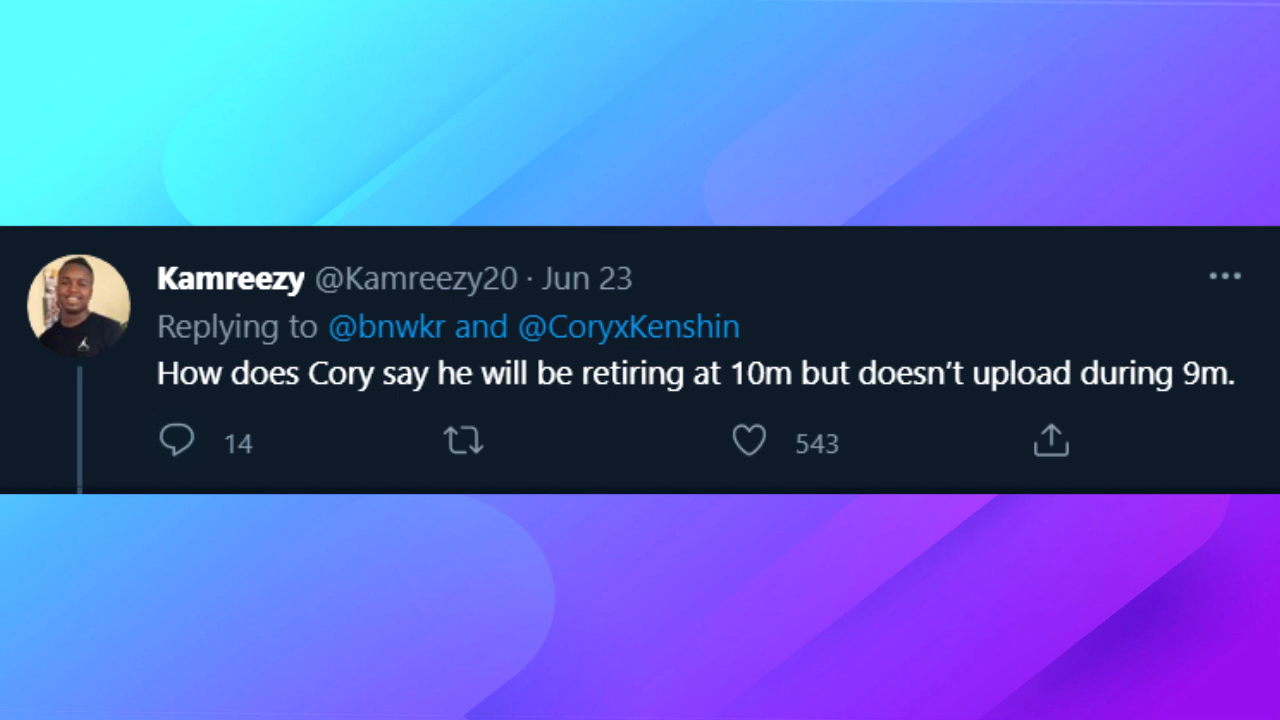 Kamreezy @Kamreezy20 · Jun 23
Replying to @bnwkr and @CoryxKenshin
How does Cory say he will be retiring at 10m but doesn’t upload during 9m.
14 543